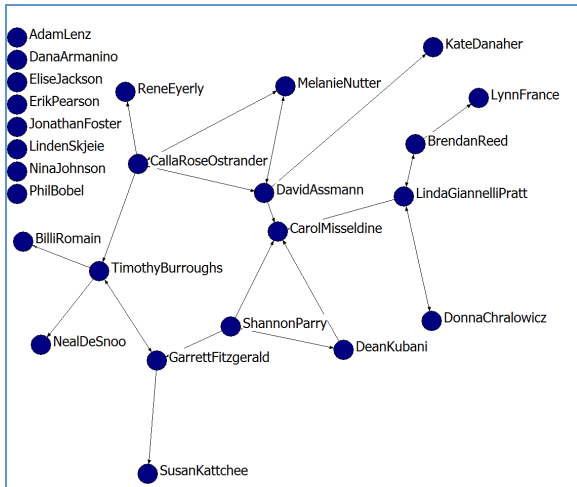 AdamLenz
DanaArmanino
EliseJackson
ErikPearson
JonathanFoster
LindenSkjeie
NinaJohnson
PhilBobel
KateDanaher
ReneEyerly
MelanieNutter
LynnFrance
BrendanReed
CallaRoseOstrander
DavidAssmann
LindaGiannelliPratt
CarolMisseldine
BilliRomain
TimothyBurroughs
ShannonParry
DonnaChralowicz
NealDeSnoo
GarrettFitzgerald
DeanKubani
SusanKattchee